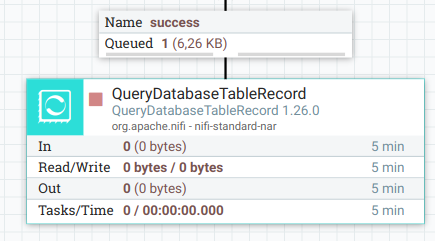 Name success
Queued 1 (6,26 KB)
QueryDatabaseTableRecord
QueryDatabaseTableRecord 1.26.0
org.apache.nifi - nifi-standard-nar
In 0 (0 bytes) 5 min
Read/Write 0 bytes / 0 bytes 5 min
Out 0 (0 bytes) 5 min
Tasks/Time 0 / 00:00:00.000 5 min